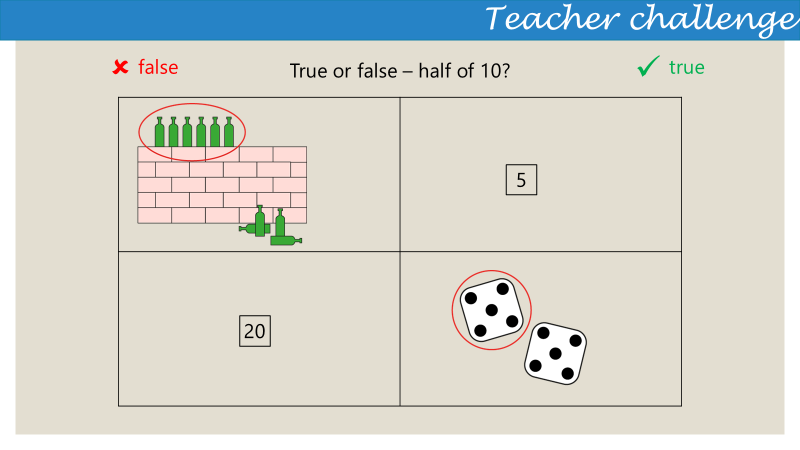 Teacher challenge
✘ false
True or false – half of 10?
✓ true
5
20